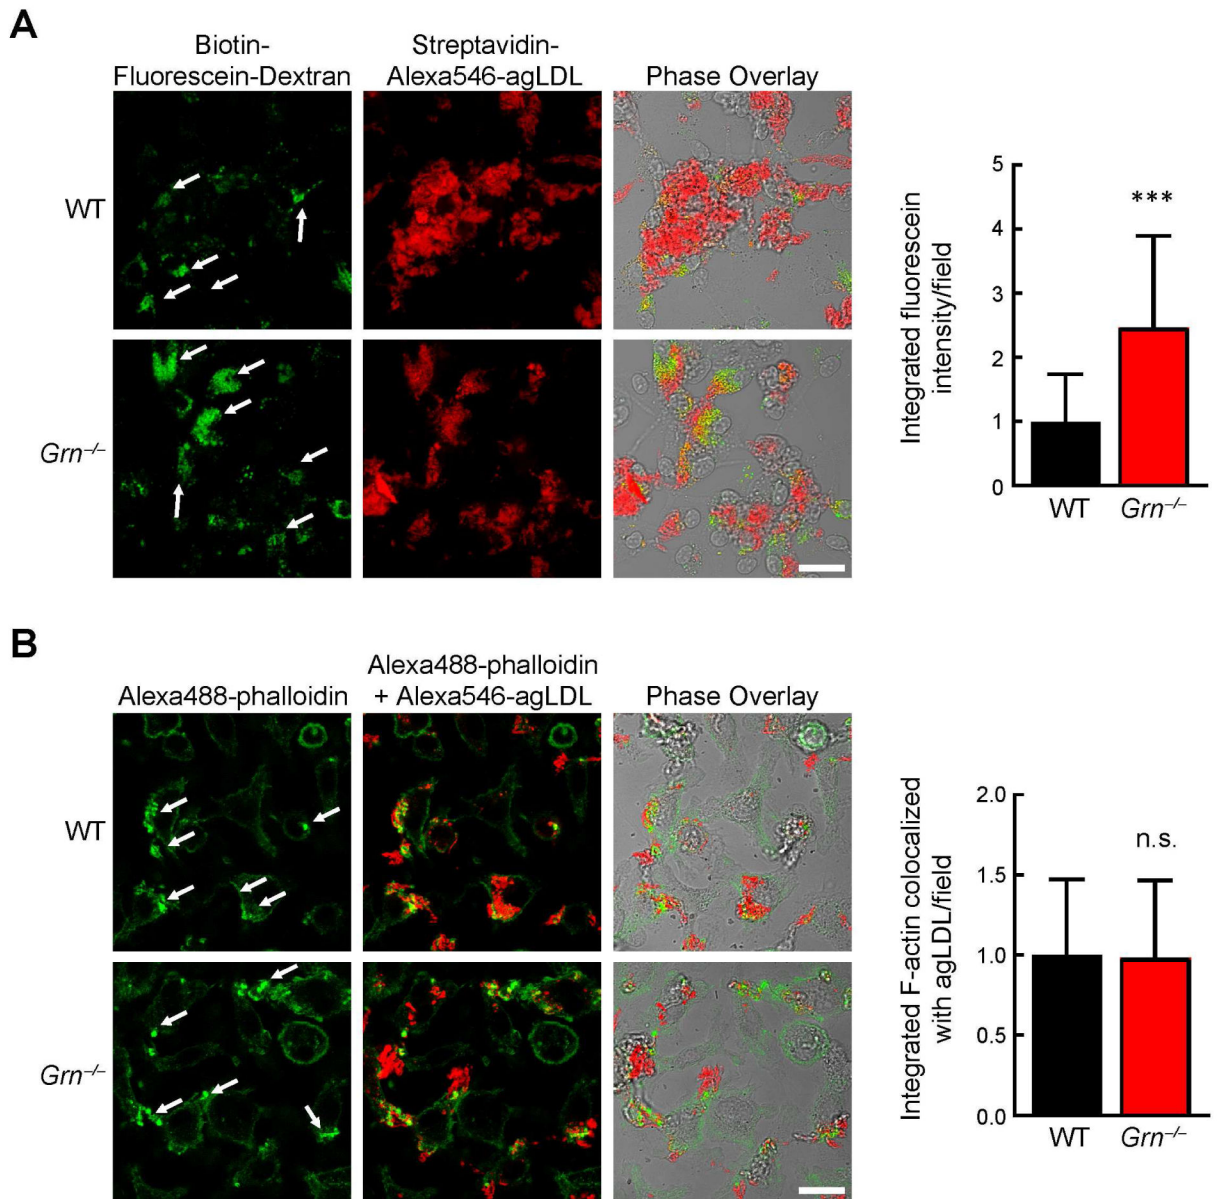 A
Biotin-
Fluorescein-Dextran
Streptavidin-
Alexa546-agLDL
Phase Overlay
WT
Grn–/–
Integrated fluorescein
intensity/field
5
4
3
2
1
0
***
WT
Grn–/–
B
Alexa488-phalloidin
Alexa488-phalloidin
+ Alexa546-agLDL
Phase Overlay
WT
Grn–/–
Integrated F-actin colocalized
with agLDL/field
2.0
1.5
1.0
0.5
0.0
n.s.
WT
Grn–/–